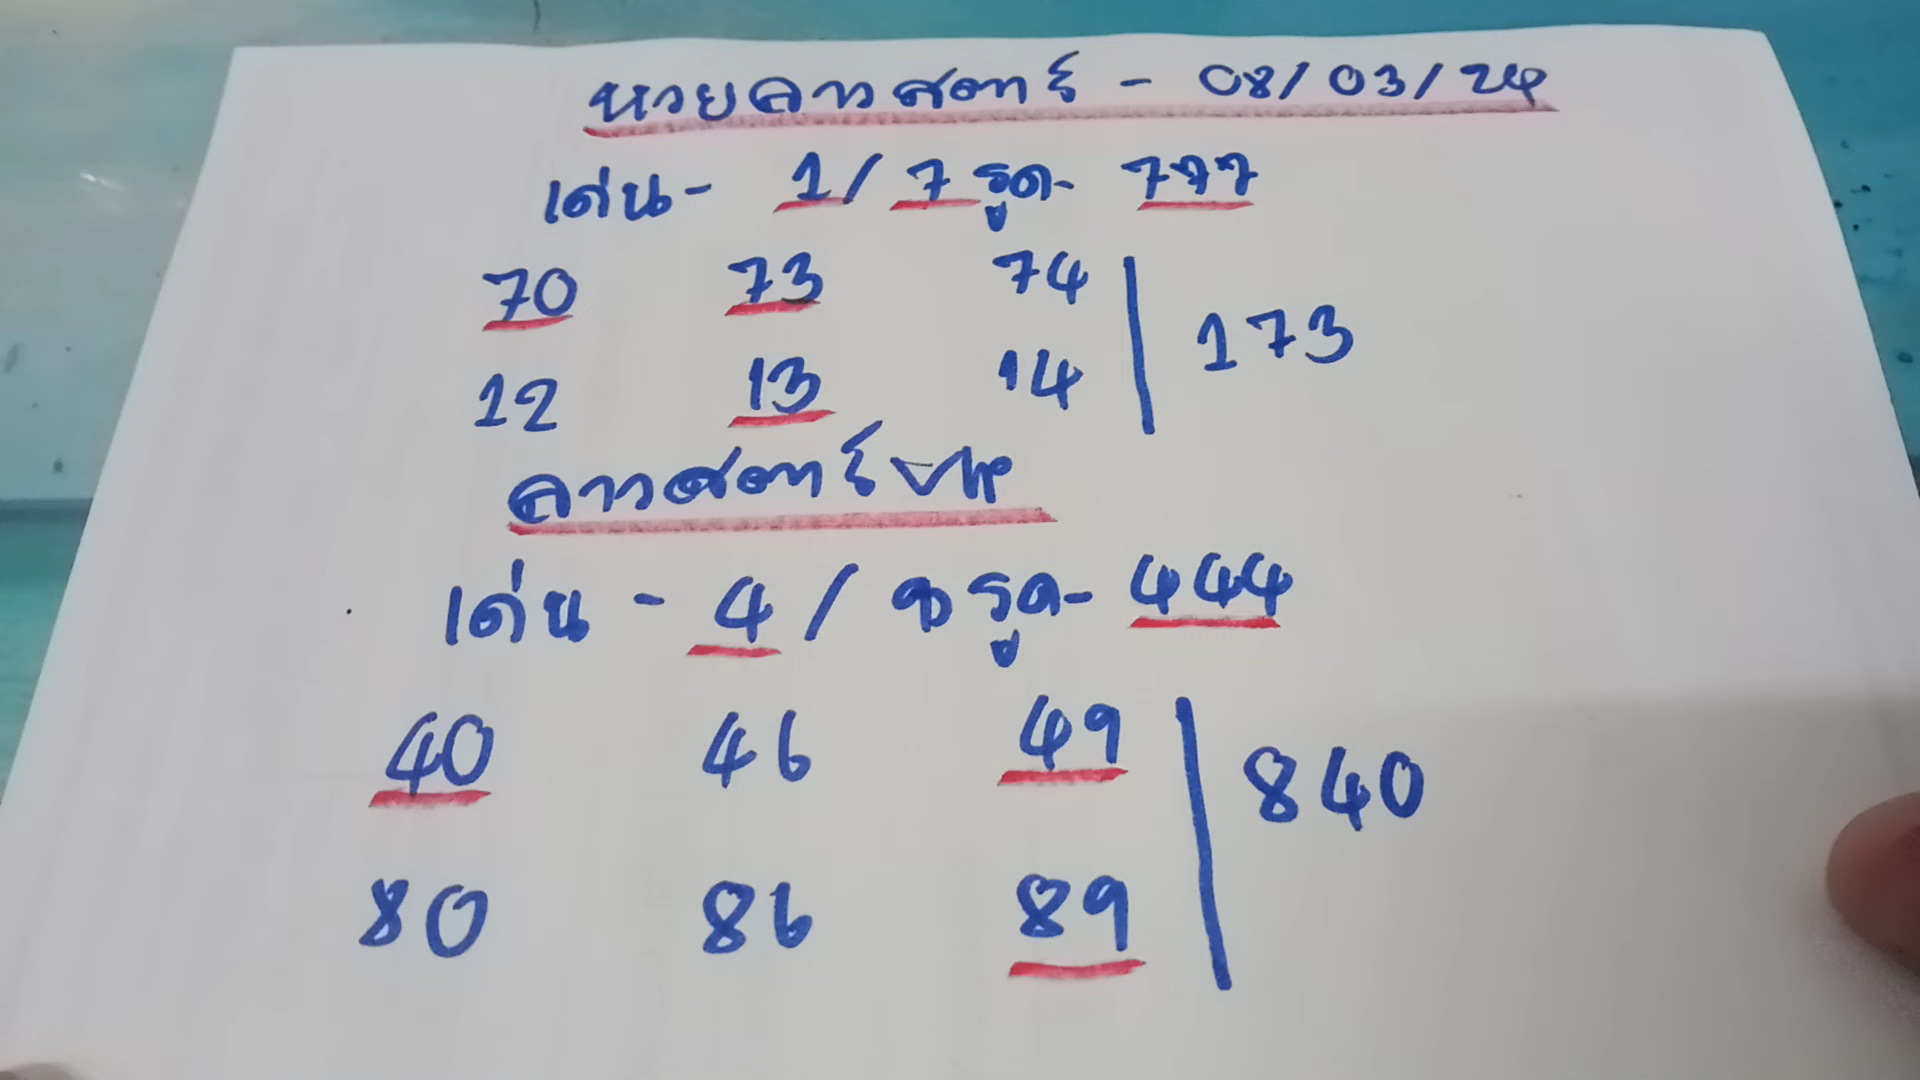 หวยลาวสตาร์ - 08/03/24
เด่น - 1/7 รูด - 777
70 73 74
173
12 13 14
ลาวสตาร์ VIP
เด่น - 4/8 รูด - 444
40 46 49
840
80 86 89